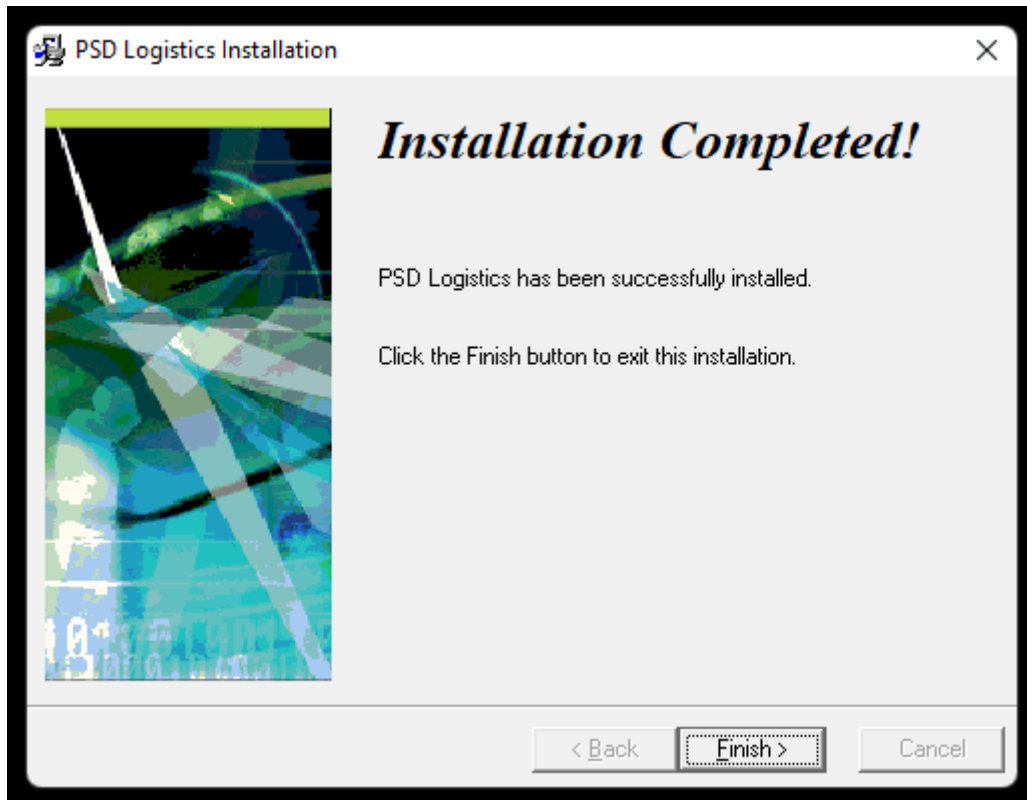 PSD Logistics Installation
Installation Completed!
PSD Logistics has been successfully installed.
Click the Finish button to exit this installation.
< Back
Finish >
Cancel